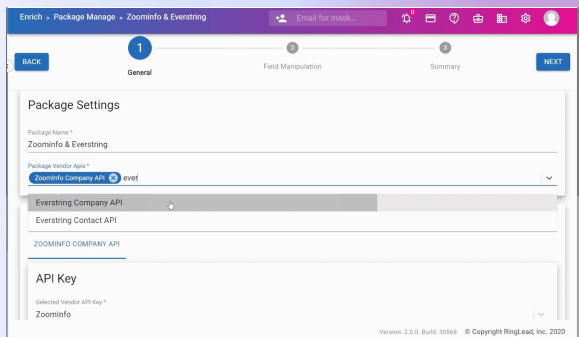 Enrich » Package Manage » Zoominfo & Everstring
Email for mask...
0
1
2
3
BACK
General
Field Manipulation
Summary
NEXT
Package Settings
Package Name *
Zoominfo & Everstring
Package Vendor Apis *
ZoomInfo Company API
ever
Everstring Company API
Everstring Contact API
ZOOMINFO COMPANY API
API Key
Selected Vendor API Key *
ZoomInfo
Version: 2.0.0. Build: 30568 © Copyright RingLead, Inc. 2020